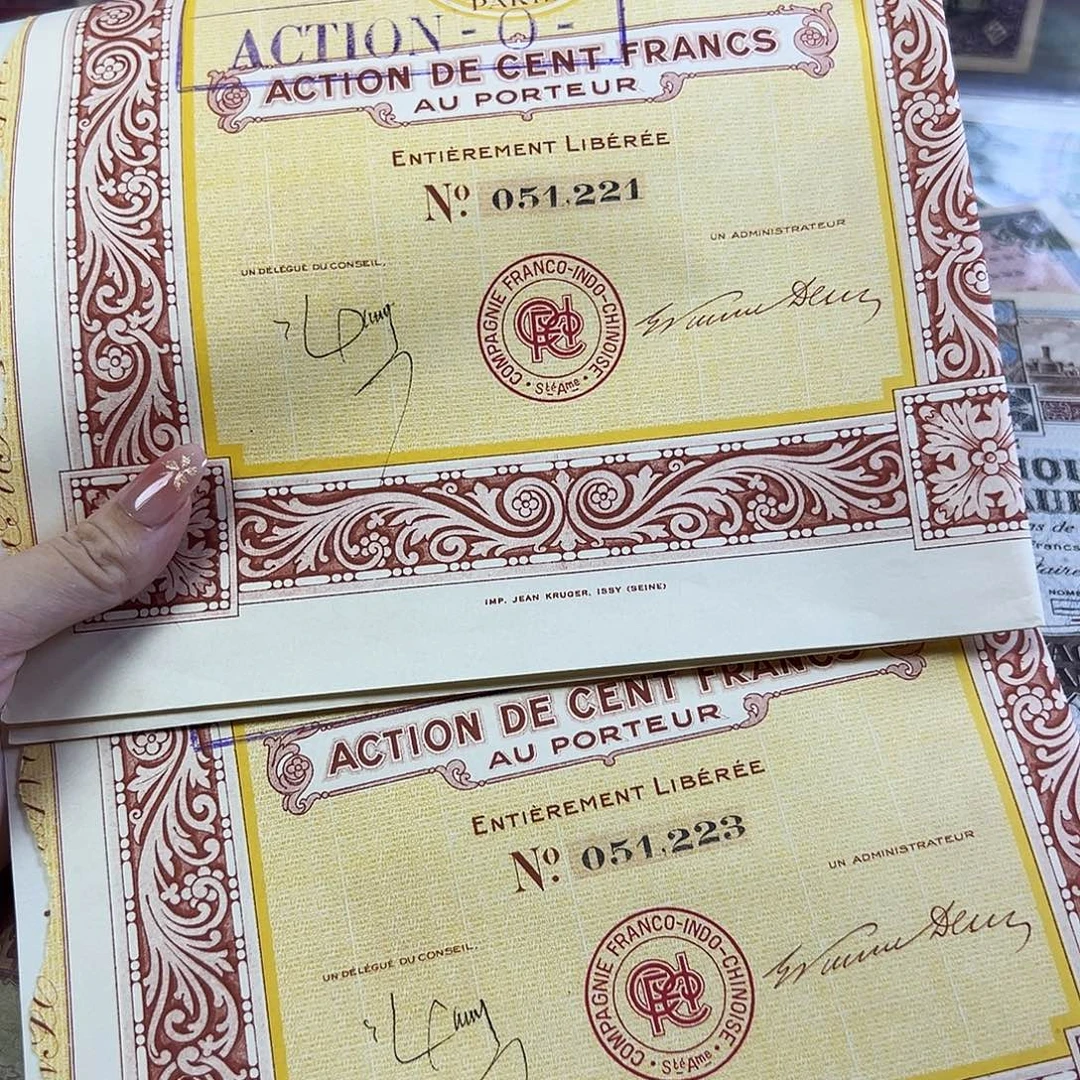 PARIS
ACTION - O -
ACTION DE CENT FRANCS
AU PORTEUR
ENTIÈREMENT LIBÉRÉE
Nº 051.221
UN DÉLÉGUÉ DU CONSEIL,
UN ADMINISTRATEUR
COMPAGNIE FRANCO-INDO-CHINOISE
Sté Ame
IMP. JEAN KRUGER, ISSY (SEINE)
ACTION DE CENT FRANCS
AU PORTEUR
ENTIÈREMENT LIBÉRÉE
Nº 051.223
UN DÉLÉGUÉ DU CONSEIL,
UN ADMINISTRATEUR
COMPAGNIE FRANCO-INDO-CHINOISE
Sté Ame